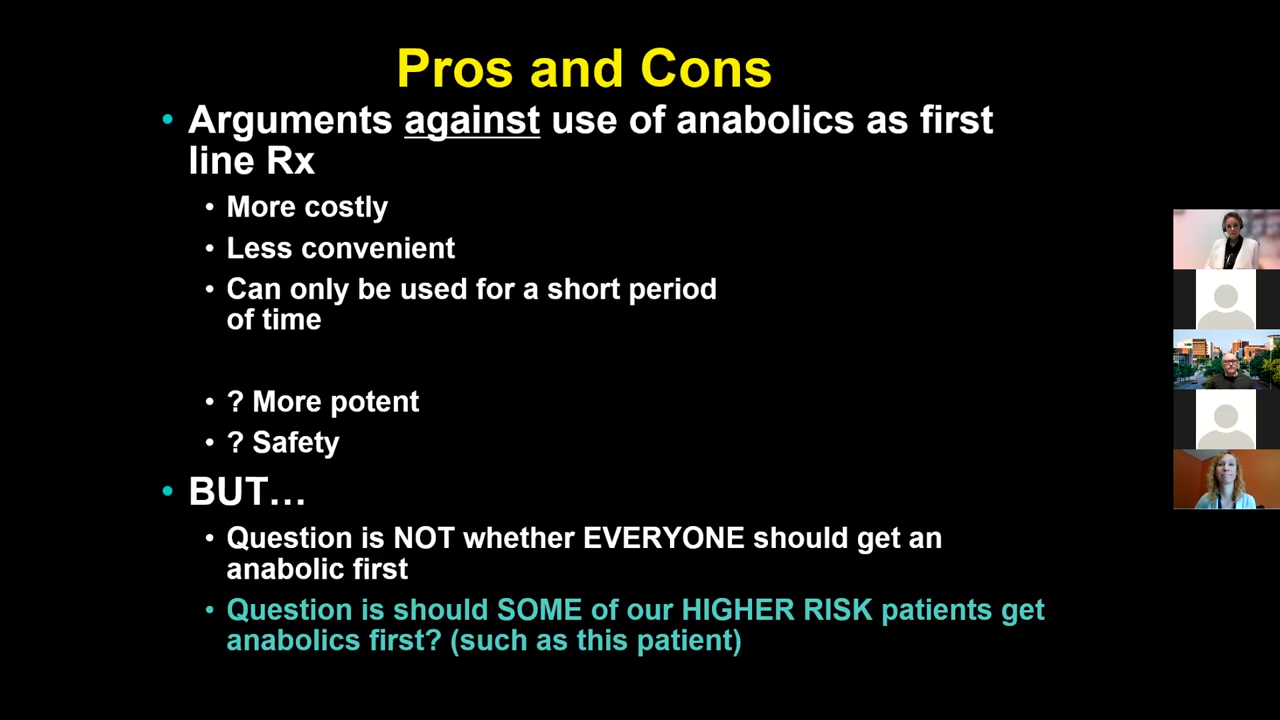 Pros and Cons
• Arguments against use of anabolics as first
line Rx
• More costly
• Less convenient
• Can only be used for a short period
of time
• ? More potent
• ? Safety
• BUT…
• Question is NOT whether EVERYONE should get an
anabolic first
• Question is should SOME of our HIGHER RISK patients get
anabolics first? (such as this patient)